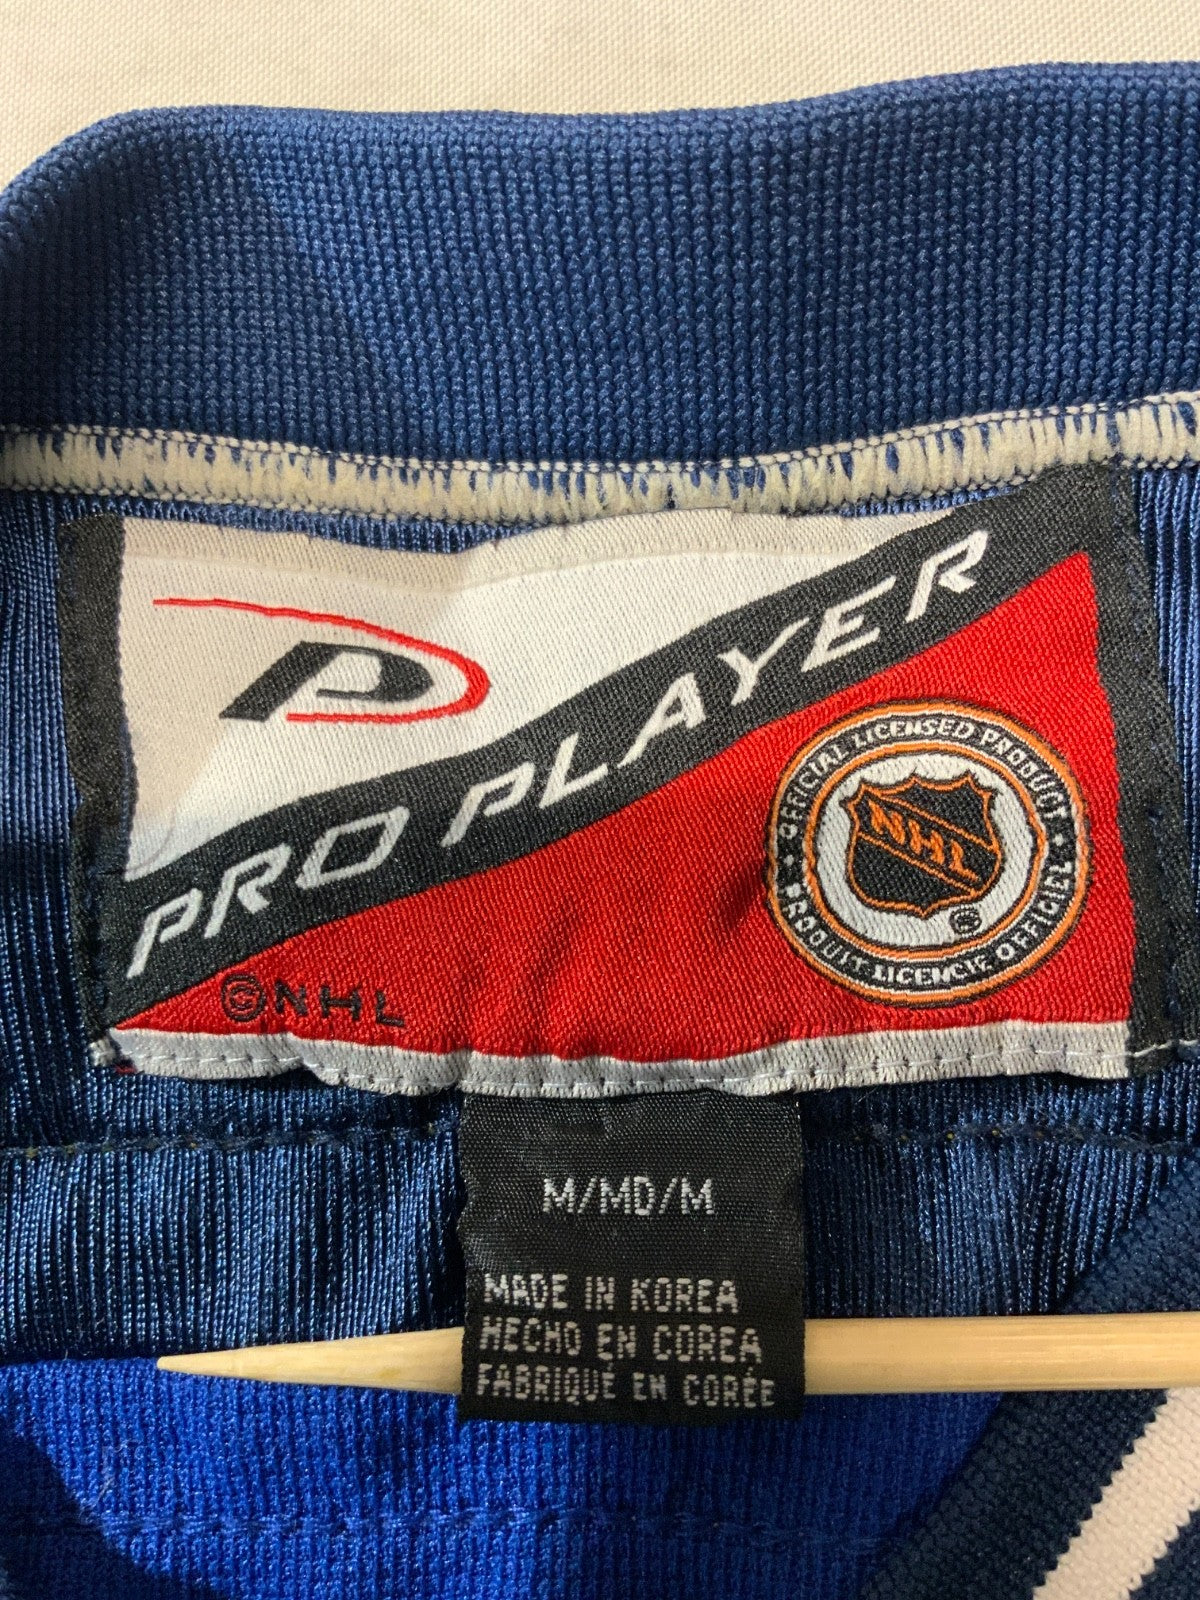 P
PRO PLAYER
OFFICIAL LICENSED PRODUCT
NHL
®
PRODUIT LICENCIÉ OFFICIEL
©NHL
M/MD/M
MADE IN KOREA
HECHO EN COREA
FABRIQUÉ EN CORÉE